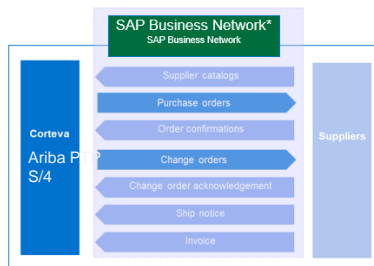 SAP Business Network*
SAP Business Network
Supplier catalogs
Purchase orders
Order confirmations
Corteva
Suppliers
Ariba PTP
S/4
Change orders
Change order acknowledgement
Ship notice
Invoice